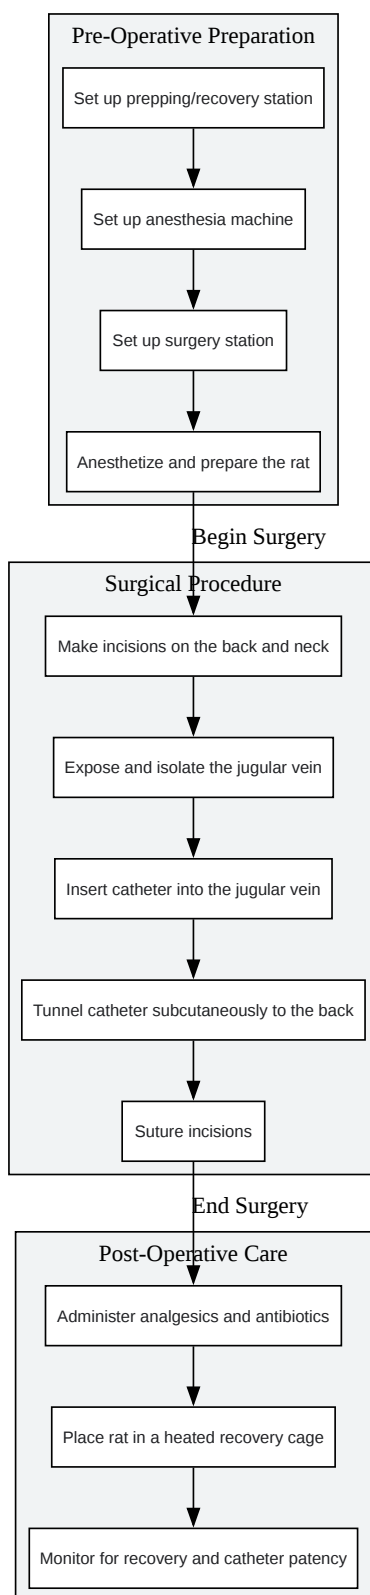 Pre-Operative Preparation
Set up prepping/recovery station
Set up anesthesia machine
Set up surgery station
Anesthetize and prepare the rat
Begin Surgery
Surgical Procedure
Make incisions on the back and neck
Expose and isolate the jugular vein
Insert catheter into the jugular vein
Tunnel catheter subcutaneously to the back
Suture incisions
End Surgery
Post-Operative Care
Administer analgesics and antibiotics
Place rat in a heated recovery cage
Monitor for recovery and catheter patency